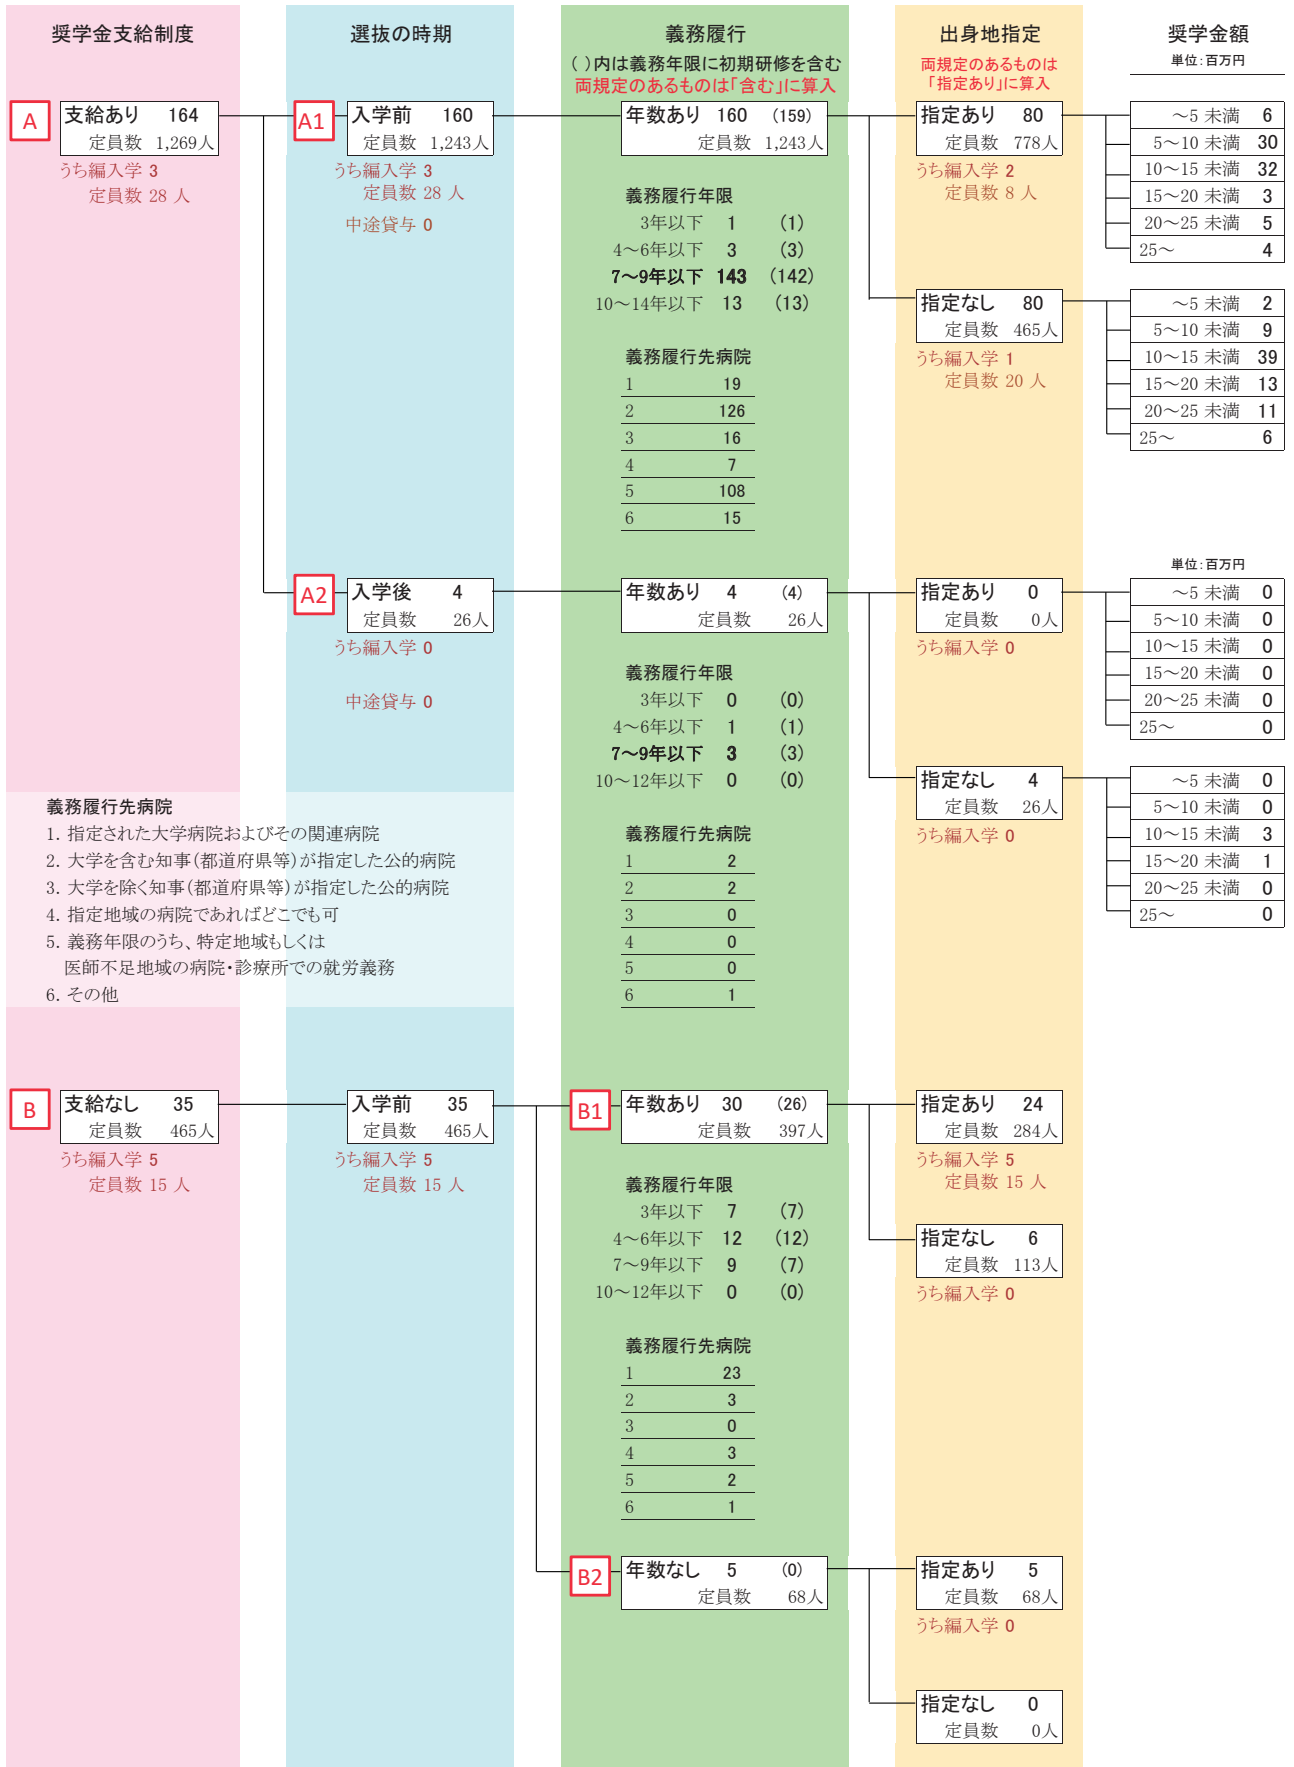 奨学金支給制度
選抜の時期
義務履行
( )内は義務年限に初期研修を含む
両規定のあるものは「含む」に算入
出身地指定
両規定のあるものは
「指定あり」に算入
奨学金額
単位：百万円
A
支給あり 164
定員数 1,269人
うち編入学 3
定員数 28 人
A1
入学前 160
定員数 1,243人
うち編入学 3
定員数 28 人
中途貸与 0
年数あり 160 (159)
定員数 1,243人
義務履行年限
3年以下 1 (1)
4～6年以下 3 (3)
7～9年以下 143 (142)
10～14年以下 13 (13)
義務履行先病院
1 19
2 126
3 16
4 7
5 108
6 15
指定あり 80
定員数 778人
うち編入学 2
定員数 8 人
～5 未満 6
5～10 未満 30
10～15 未満 32
15～20 未満 3
20～25 未満 5
25～ 4
指定なし 80
定員数 465人
うち編入学 1
定員数 20 人
～5 未満 2
5～10 未満 9
10～15 未満 39
15～20 未満 13
20～25 未満 11
25～ 6
A2
入学後 4
定員数 26人
うち編入学 0
中途貸与 0
年数あり 4 (4)
定員数 26人
義務履行年限
3年以下 0 (0)
4～6年以下 1 (1)
7～9年以下 3 (3)
10～12年以下 0 (0)
義務履行先病院
1 2
2 2
3 0
4 0
5 0
6 1
指定あり 0
定員数 0人
うち編入学 0
単位：百万円
～5 未満 0
5～10 未満 0
10～15 未満 0
15～20 未満 0
20～25 未満 0
25～ 0
指定なし 4
定員数 26人
うち編入学 0
～5 未満 0
5～10 未満 0
10～15 未満 3
15～20 未満 1
20～25 未満 0
25～ 0
義務履行先病院
1. 指定された大学病院およびその関連病院
2. 大学を含む知事(都道府県等)が指定した公的病院
3. 大学を除く知事(都道府県等)が指定した公的病院
4. 指定地域の病院であればどこでも可
5. 義務年限のうち、特定地域もしくは
医師不足地域の病院・診療所での就労義務
6. その他
B
支給なし 35
定員数 465人
うち編入学 5
定員数 15 人
入学前 35
定員数 465人
うち編入学 5
定員数 15 人
B1
年数あり 30 (26)
定員数 397人
義務履行年限
3年以下 7 (7)
4～6年以下 12 (12)
7～9年以下 9 (7)
10～12年以下 0 (0)
義務履行先病院
1 23
2 3
3 0
4 3
5 2
6 1
指定あり 24
定員数 284人
うち編入学 5
定員数 15 人
指定なし 6
定員数 113人
うち編入学 0
B2
年数なし 5 (0)
定員数 68人
指定あり 5
定員数 68人
うち編入学 0
指定なし 0
定員数 0人